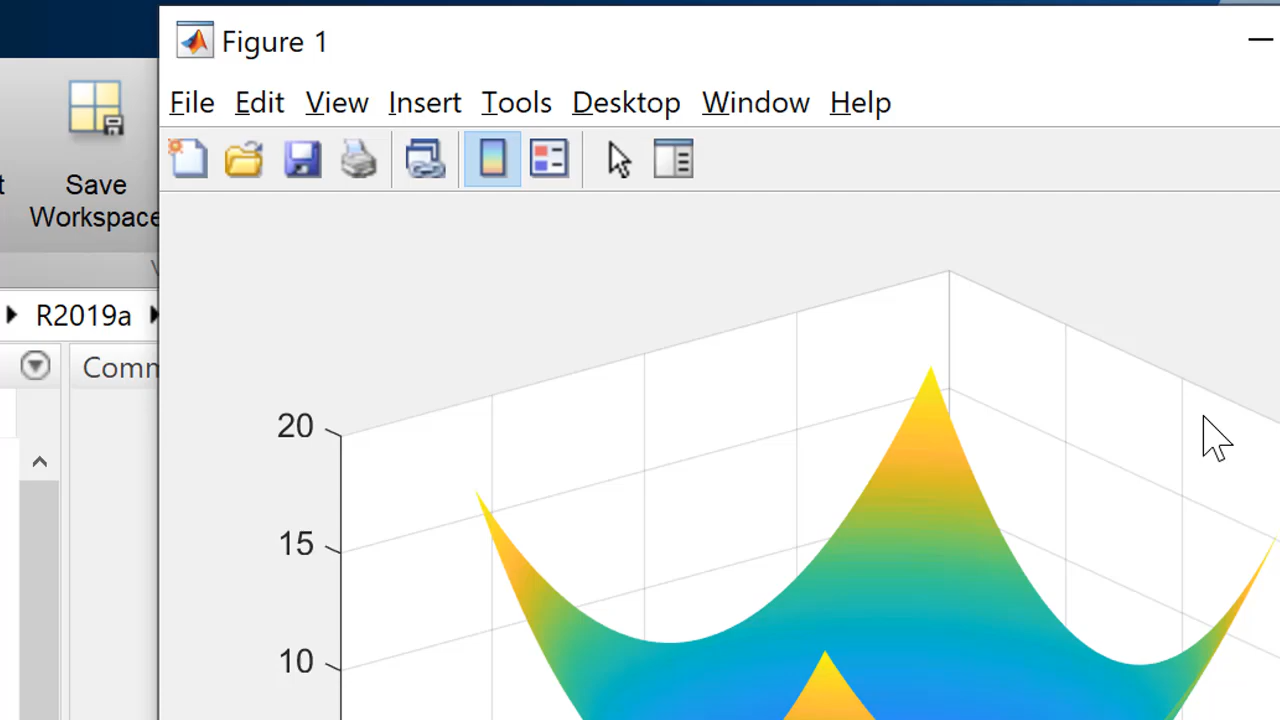 Figure 1
File Edit View Insert Tools Desktop Window Help
Save
Workspace
R2019a
Comm
20
15
10